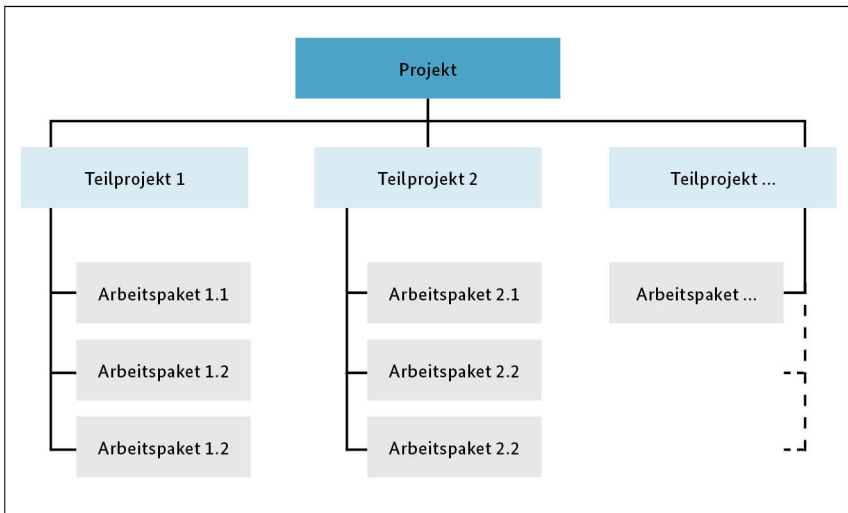 Projekt
Teilprojekt 1
Teilprojekt 2
Teilprojekt ...
Arbeitspaket 1.1
Arbeitspaket 2.1
Arbeitspaket ...
Arbeitspaket 1.2
Arbeitspaket 2.2
Arbeitspaket 1.2
Arbeitspaket 2.2